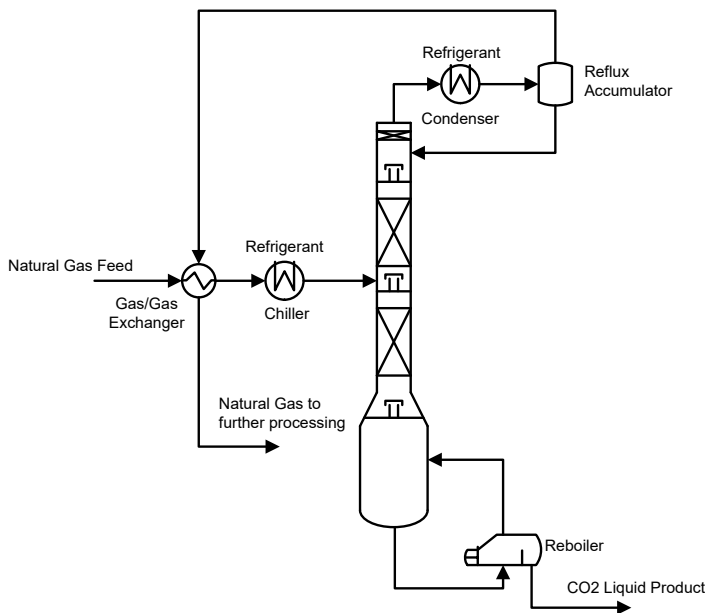 Refrigerant
Reflux
Accumulator
Condenser
Refrigerant
Natural Gas Feed
Gas/Gas
Exchanger
Chiller
Natural Gas to
further processing
Reboiler
CO2 Liquid Product